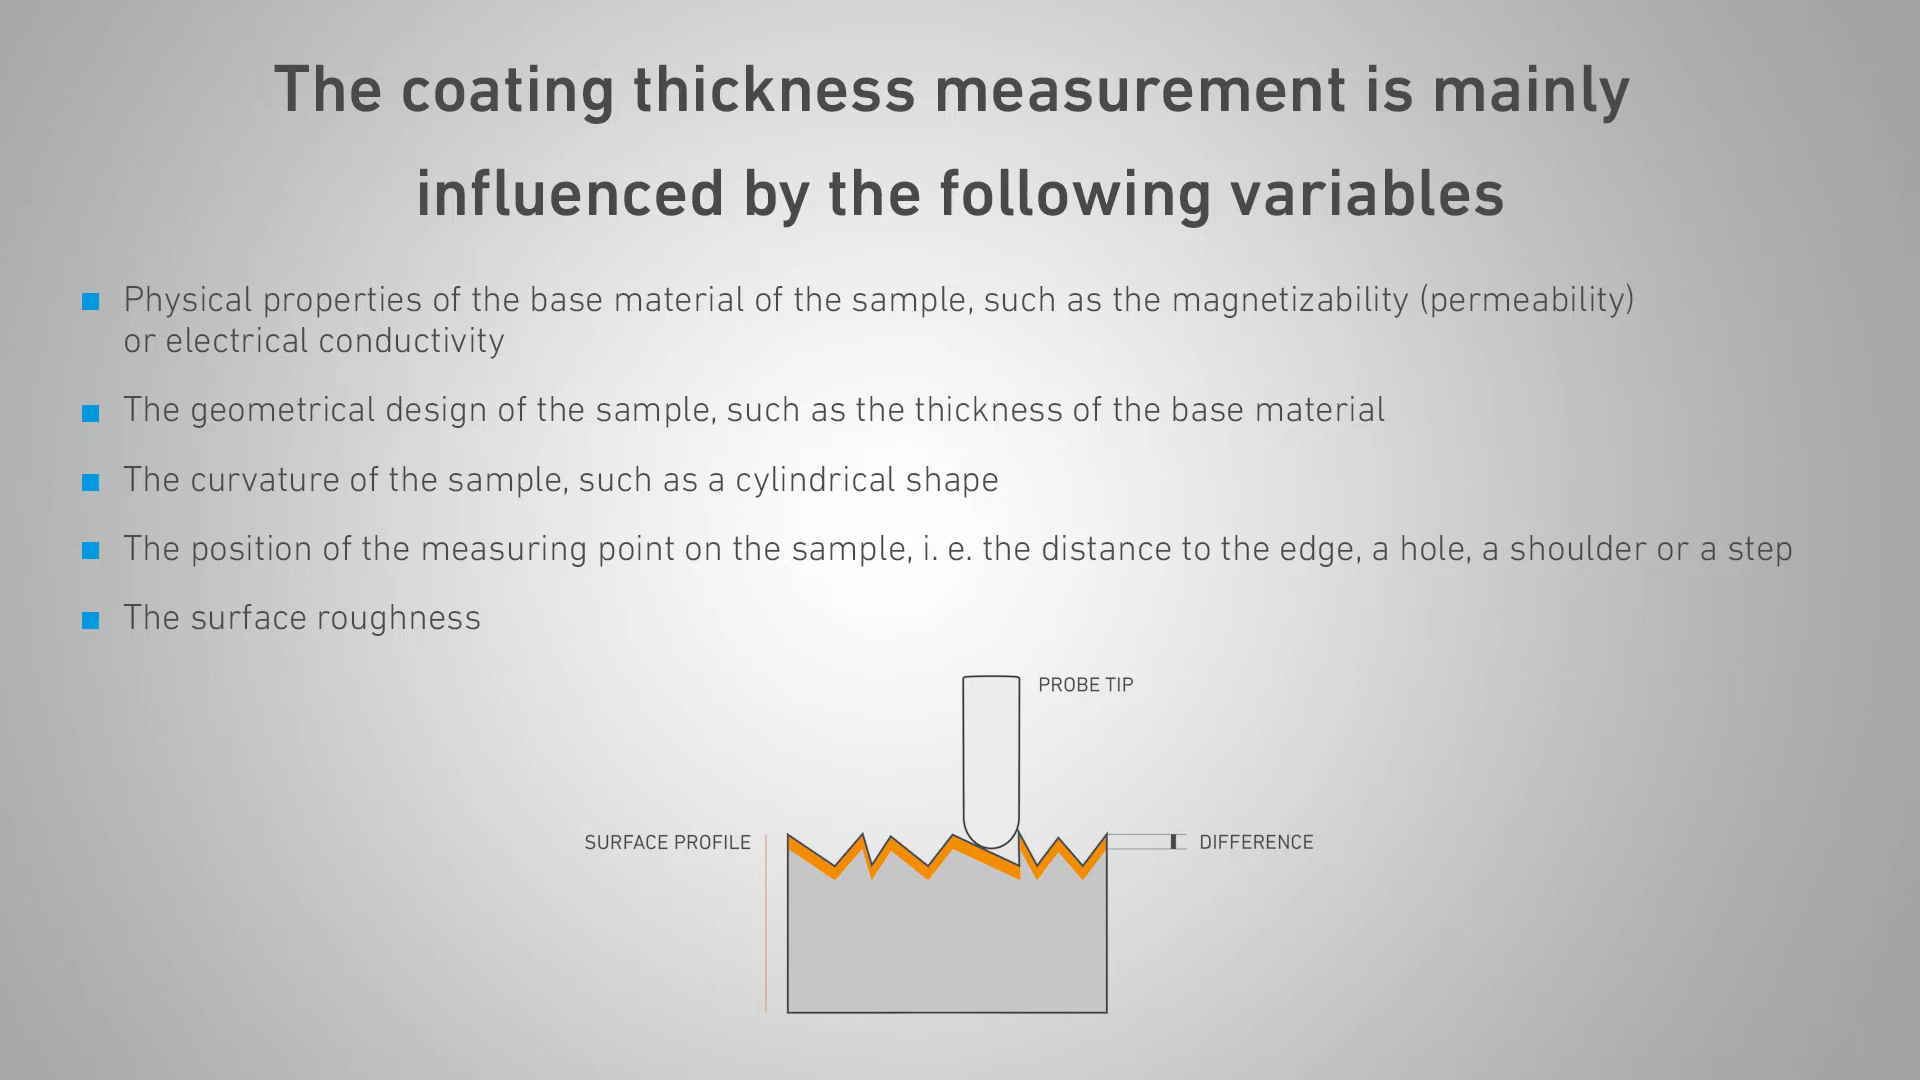 The coating thickness measurement is mainly
influenced by the following variables
Physical properties of the base material of the sample, such as the magnetizability (permeability)
or electrical conductivity
The geometrical design of the sample, such as the thickness of the base material
The curvature of the sample, such as a cylindrical shape
The position of the measuring point on the sample, i. e. the distance to the edge, a hole, a shoulder or a step
The surface roughness
PROBE TIP
SURFACE PROFILE
DIFFERENCE